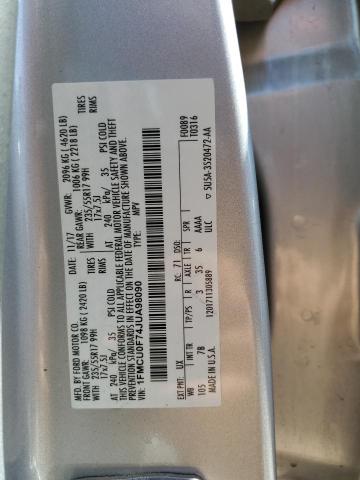 MFD. BY FORD MOTOR CO.
11/17
GVWR: 2096 KG ( 4620 LB)
FRONT GAWR: 1098 KG ( 2420 LB)
REAR GAWR: 1006 KG ( 2218 LB)
WITH 235/55R17 99H TIRES
17x7.5J RIMS
AT 240 kPa/ 35 PSI COLD
WITH 235/55R17 99H TIRES
17x7.5J RIMS
AT 240 kPa/ 35 PSI COLD
THIS VEHICLE CONFORMS TO ALL APPLICABLE FEDERAL MOTOR VEHICLE SAFETY AND THEFT
PREVENTION STANDARDS IN EFFECT ON THE DATE OF MANUFACTURE SHOWN ABOVE.
VIN: 1FMCU0F74JUA98090
TYPE: MPV
F0089
T0316
EXT PNT: UX RC: 71 DSO:
WB INT TR TP/PS R AXLE TR SPR
105 7B 3 35 6 AAAA
1201711305889
▽ SU5A-3520472-AA